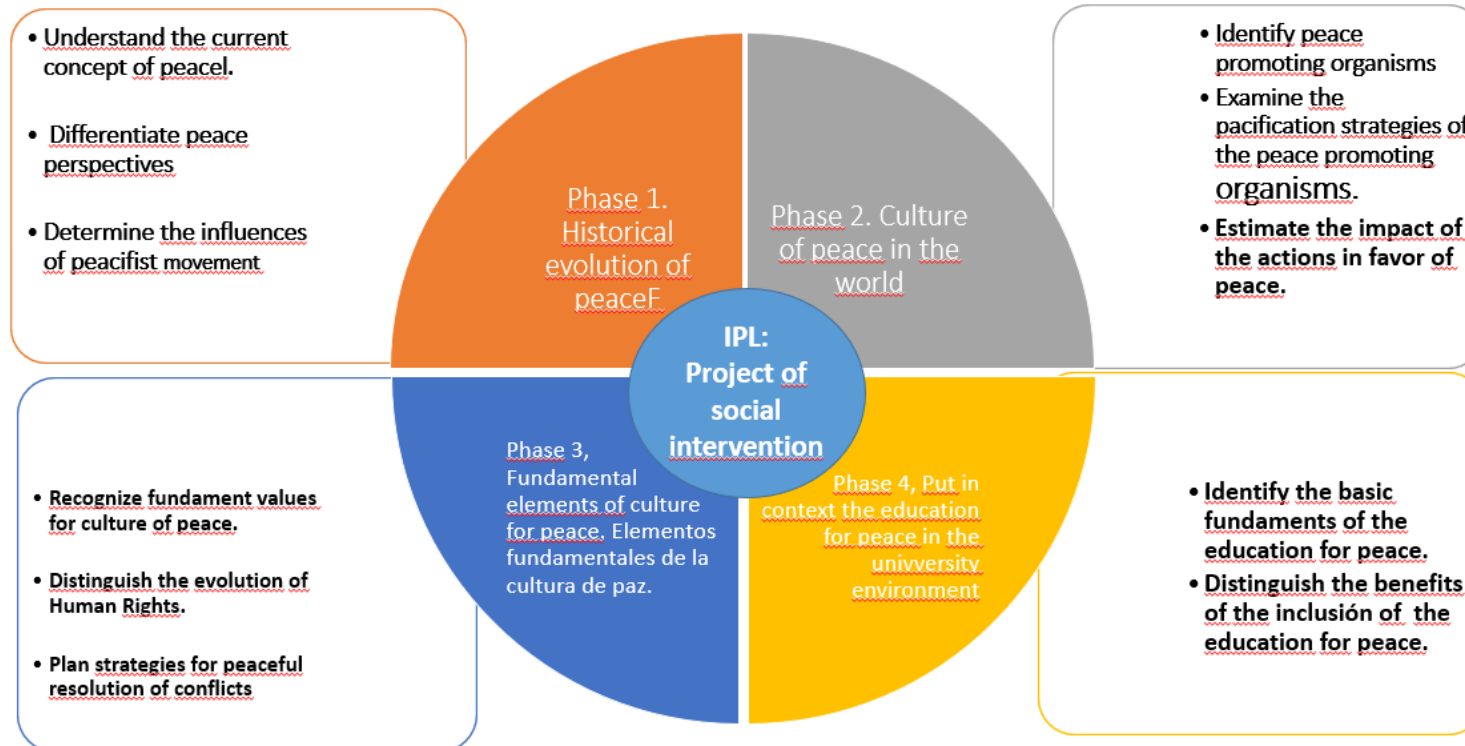 • Understand the current
concept of peacel.
• Differentiate peace
perspectives
• Determine the influences
of peacifist movement
• Identify peace
promoting organisms
• Examine the
pacification strategies of
the peace promoting
organisms.
• Estimate the impact of
the actions in favor of
peace.
Phase 1.
Historical
evolution of
peaceF
Phase 2. Culture
of peace in the
world
IPL:
Project of
social
intervention
Phase 3,
Fundamental
elements of culture
for peace. Elementos
fundamentales de la
cultura de paz.
Phase 4, Put in
context the education
for peace in the
univversity
environment
• Recognize fundament values
for culture of peace.
• Distinguish the evolution of
Human Rights.
• Plan strategies for peaceful
resolution of conflicts
• Identify the basic
fundaments of the
education for peace.
• Distinguish the benefits
of the inclusión of the
education for peace.